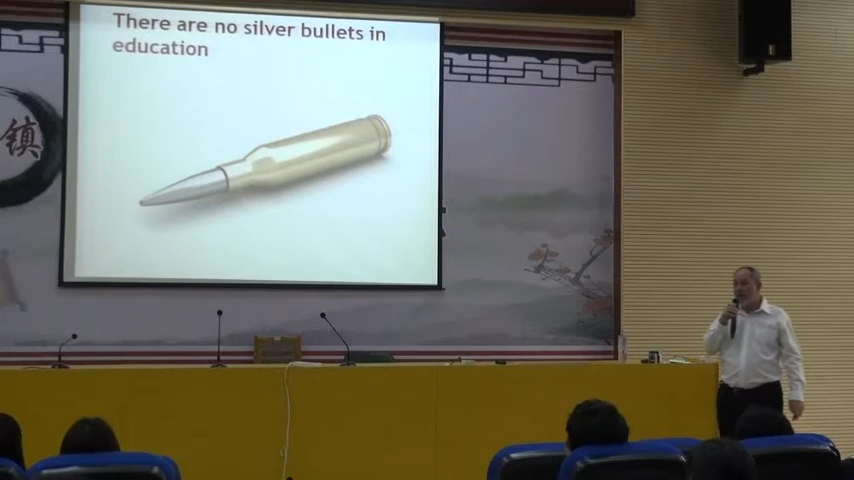 There are no silver bullets in
education
镇